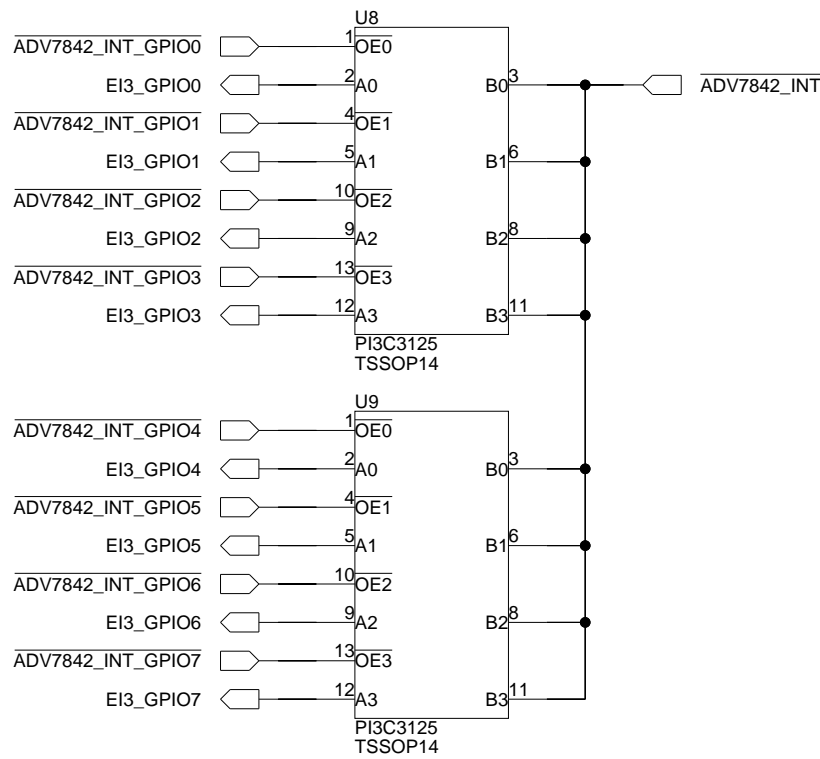 U8
ADV7842_INT_GPIO0 1 OE0
EI3_GPIO0 2 A0 B0 3 ADV7842_INT
ADV7842_INT_GPIO1 4 OE1
EI3_GPIO1 5 A1 B1 6
ADV7842_INT_GPIO2 10 OE2
EI3_GPIO2 9 A2 B2 8
ADV7842_INT_GPIO3 13 OE3
EI3_GPIO3 12 A3 B3 11
PI3C3125
TSSOP14
U9
ADV7842_INT_GPIO4 1 OE0
EI3_GPIO4 2 A0 B0 3
ADV7842_INT_GPIO5 4 OE1
EI3_GPIO5 5 A1 B1 6
ADV7842_INT_GPIO6 10 OE2
EI3_GPIO6 9 A2 B2 8
ADV7842_INT_GPIO7 13 OE3
EI3_GPIO7 12 A3 B3 11
PI3C3125
TSSOP14